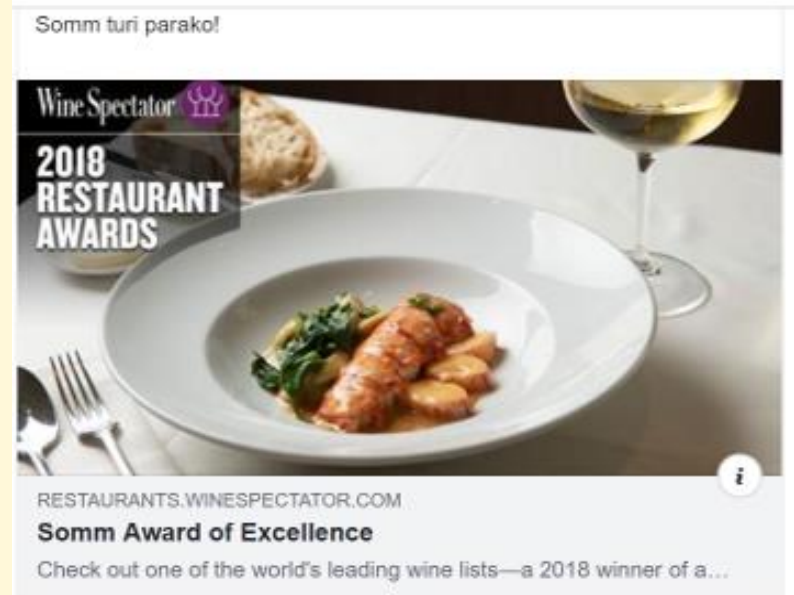 Somm turi parako!
Wine Spectator
2018
RESTAURANT
AWARDS
i
RESTAURANTS.WINESPECTATOR.COM
Somm Award of Excellence
Check out one of the world's leading wine lists—a 2018 winner of a...